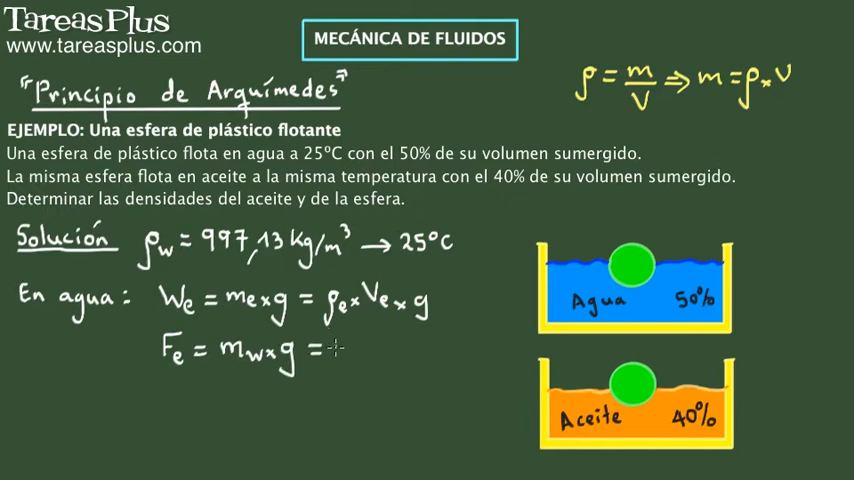 TareasPlus
www.tareasplus.com
MECÁNICA DE FLUIDOS
"Principio de Arquímedes"
ρ = m/V ⇒ m = ρ × V
EJEMPLO: Una esfera de plástico flotante
Una esfera de plástico flota en agua a 25ºC con el 50% de su volumen sumergido.
La misma esfera flota en aceite a la misma temperatura con el 40% de su volumen sumergido.
Determinar las densidades del aceite y de la esfera.
Solución ρw = 997,13 kg/m³ → 25ºC
En agua: We = me × g = ρe × Ve × g
Fe = mw × g =
Agua 50%
Aceite 40%